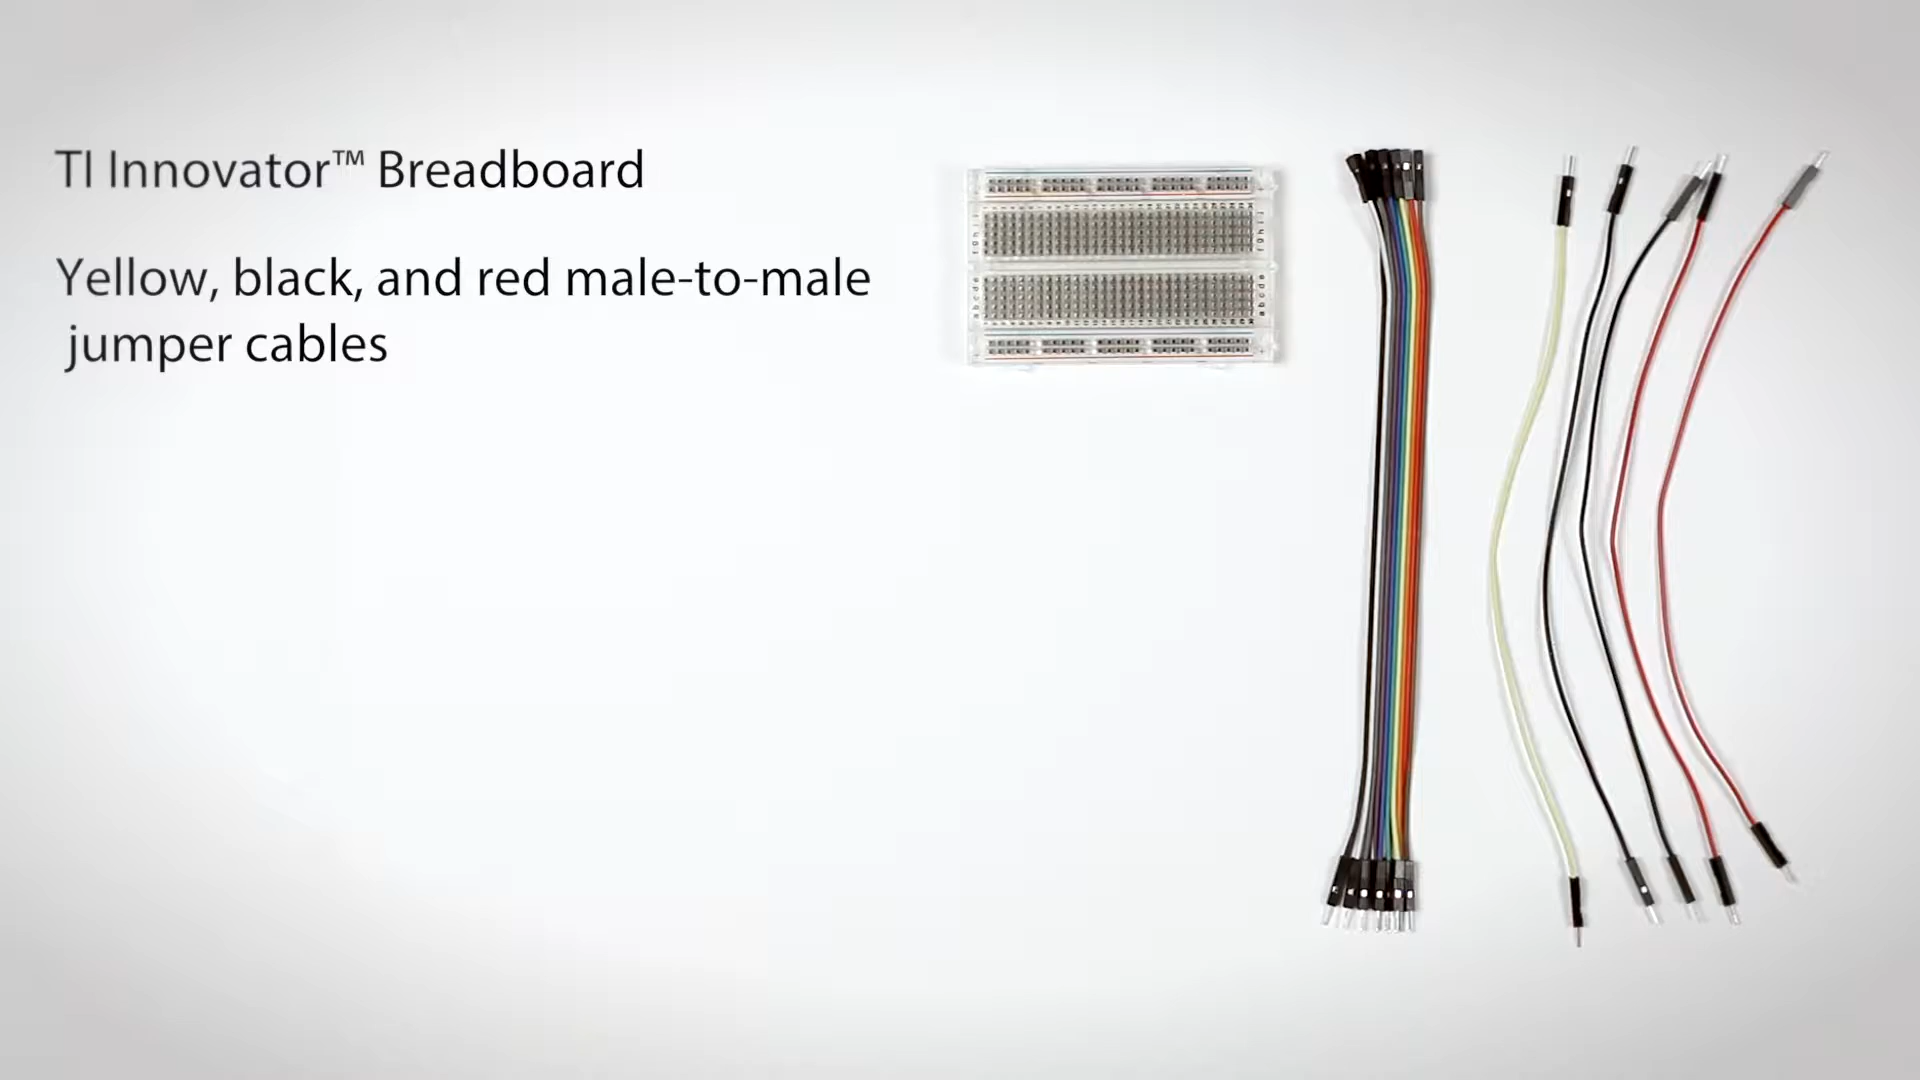 TI Innovator™ Breadboard
Yellow, black, and red male-to-male
jumper cables